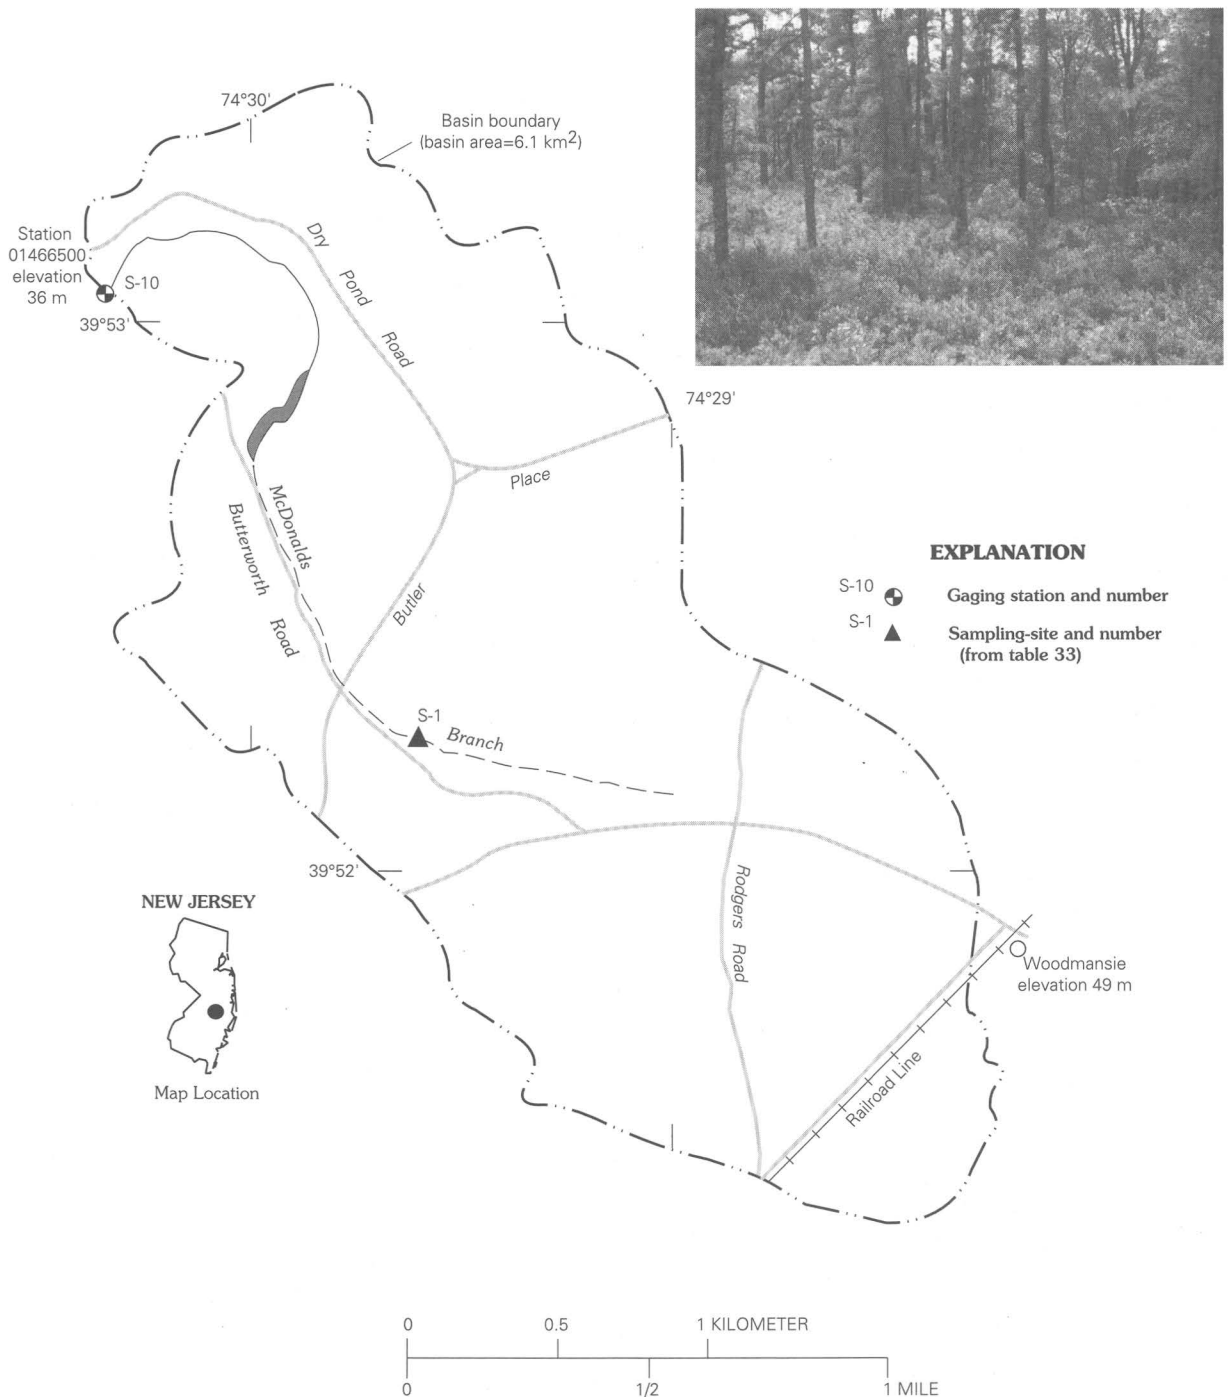 74°30'
Basin boundary
(basin area=6.1 km²)
Station
01466500
elevation
36 m
S-10
39°53'
Dry
Pond
Road
74°29'
Place
McDonalds
Butterworth
Road
Butler
S-1
Branch
EXPLANATION
S-10
Gaging station and number
S-1
Sampling-site and number
(from table 33)
39°52'
Rodgers Road
NEW JERSEY
Map Location
Woodmansie
elevation 49 m
Railroad Line
0
0.5
1 KILOMETER
0
1/2
1 MILE